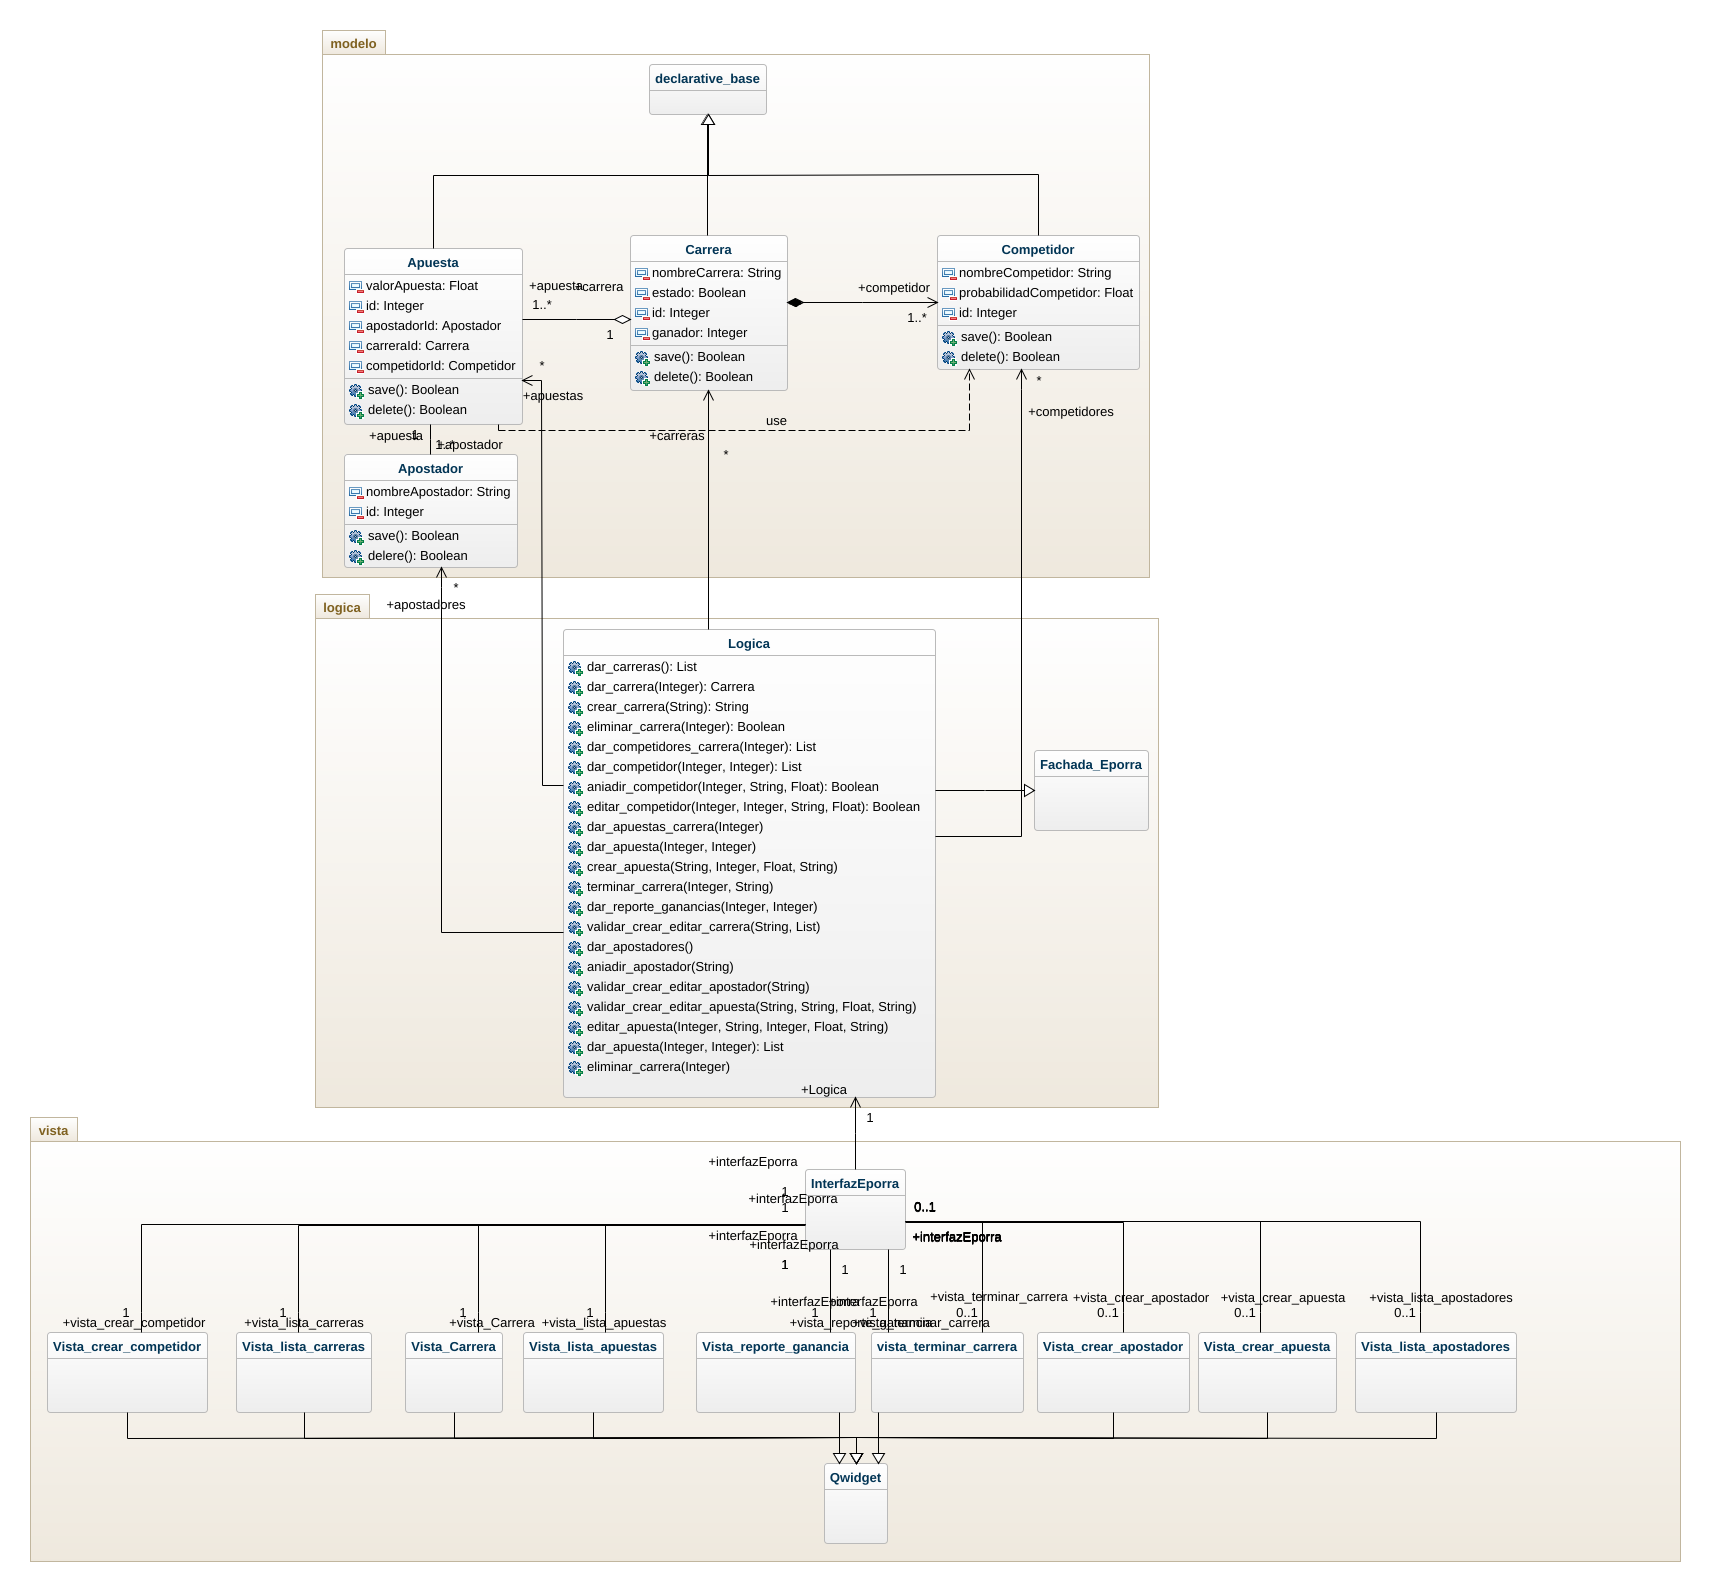 modelo
declarative_base
Apuesta
valorApuesta: Float
id: Integer
apostadorId: Apostador
carreraId: Carrera
competidorId: Competidor
save(): Boolean
delete(): Boolean
+apuesta
+carrera
1..*
1
Carrera
nombreCarrera: String
estado: Boolean
id: Integer
ganador: Integer
save(): Boolean
delete(): Boolean
+competidor
1..*
Competidor
nombreCompetidor: String
probabilidadCompetidor: Float
id: Integer
save(): Boolean
delete(): Boolean
*
+apuestas
*
+competidores
use
+carreras
*
+apuesta
1
1..*
+apostador
Apostador
nombreApostador: String
id: Integer
save(): Boolean
delere(): Boolean
*
+apostadores
logica
Logica
dar_carreras(): List
dar_carrera(Integer): Carrera
crear_carrera(String): String
eliminar_carrera(Integer): Boolean
dar_competidores_carrera(Integer): List
dar_competidor(Integer, Integer): List
aniadir_competidor(Integer, String, Float): Boolean
editar_competidor(Integer, Integer, String, Float): Boolean
dar_apuestas_carrera(Integer)
dar_apuesta(Integer, Integer)
crear_apuesta(String, Integer, Float, String)
terminar_carrera(Integer, String)
dar_reporte_ganancias(Integer, Integer)
validar_crear_editar_carrera(String, List)
dar_apostadores()
aniadir_apostador(String)
validar_crear_editar_apostador(String)
validar_crear_editar_apuesta(String, String, Float, String)
editar_apuesta(Integer, String, Integer, Float, String)
dar_apuesta(Integer, Integer): List
eliminar_carrera(Integer)
Fachada_Eporra
+Logica
1
vista
+interfazEporra
InterfazEporra
1
+interfazEporra
1
0..1
+interfazEporra
+interfazEporra
+interfazEporra
1
1
1
+interfazEporra
+interfazEporra
1
+vista_crear_competidor
1
+vista_lista_carreras
1
+vista_Carrera
1
+vista_lista_apuestas
1
+vista_reporte_ganancia
1
+vista_terminar_carrera
+vista_terminar_carrera
0..1
+vista_crear_apostador
0..1
+vista_crear_apuesta
0..1
+vista_lista_apostadores
0..1
Vista_crear_competidor
Vista_lista_carreras
Vista_Carrera
Vista_lista_apuestas
Vista_reporte_ganancia
vista_terminar_carrera
Vista_crear_apostador
Vista_crear_apuesta
Vista_lista_apostadores
Qwidget